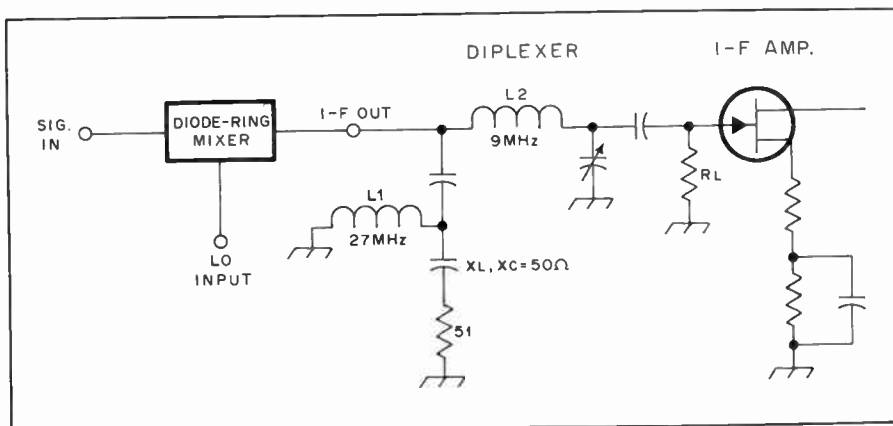 DIPLEXER
I-F AMP.
SIG.
IN
DIODE-RING
MIXER
I-F OUT
L2
9MHz
L1
27MHz
RL
LO
INPUT
XL, XC=50Ω
51